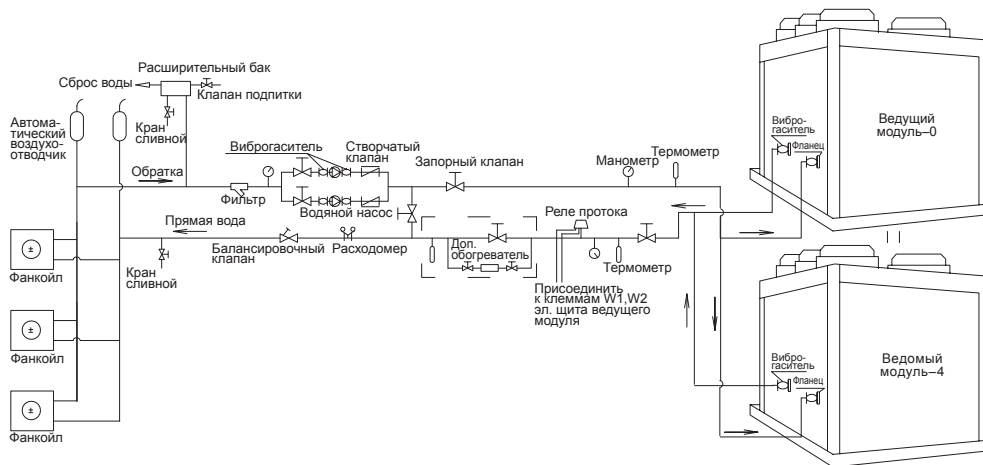 Расширительный бак
Сброс воды
Клапан подпитки
Автома-
тический
воздухо-
отводчик
Кран
сливной
Обратка
Виброгаситель
Створчатый
клапан
Запорный клапан
Манометр
Термометр
Фильтр
Водяной насос
Прямая вода
Балансировочный
клапан
Расходомер
Кран
сливной
Доп.
обогреватель
Реле протока
Термометр
Присоединить
к клеммам W1,W2
эл. щита ведущего
модуля
Фанкойл
Фанкойл
Фанкойл
Вибро-
гаситель
Фланец
Ведущий
модуль–0
Вибро-
гаситель
Фланец
Ведомый
модуль–4